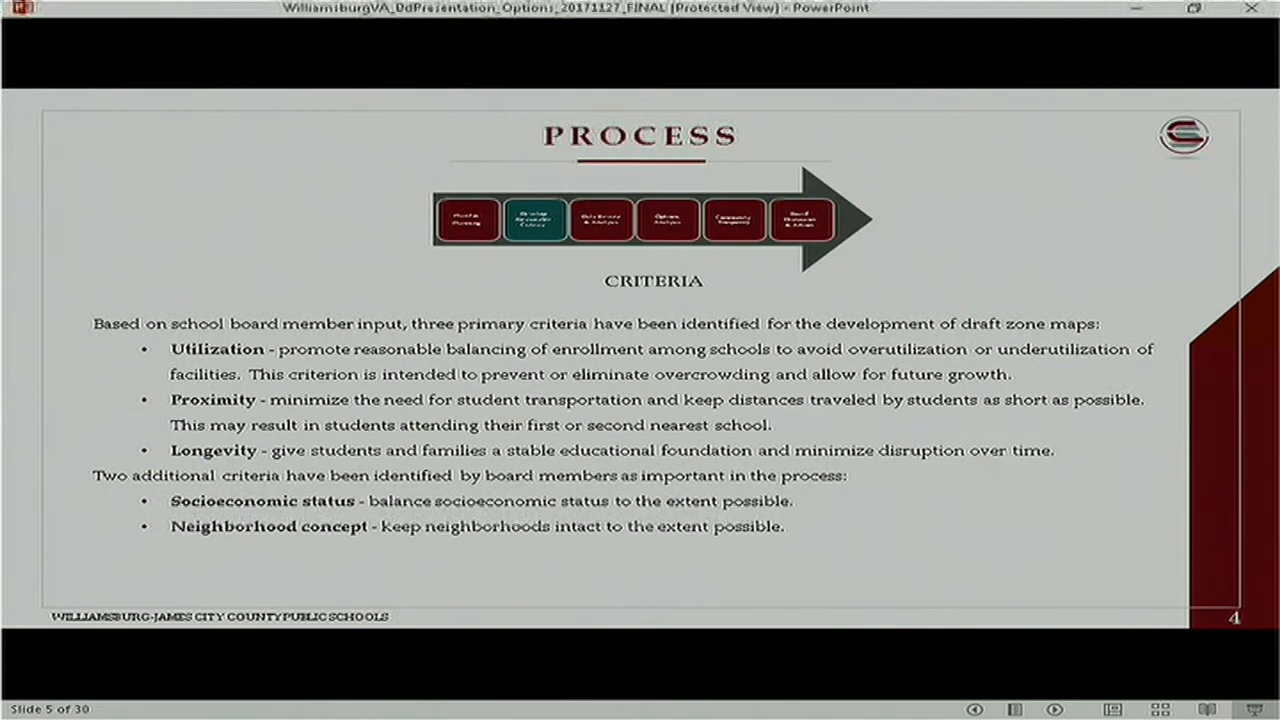 WilliamsburgVA_DdPresentation_Options_20171127_FINAL [Protected View] - PowerPoint
PROCESS
Planning
Criteria
& Analysis
Options
Analysis
Community
& Action
CRITERIA
Based on school board member input, three primary criteria have been identified for the development of draft zone maps:
• Utilization - promote reasonable balancing of enrollment among schools to avoid overutilization or underutilization of
facilities. This criterion is intended to prevent or eliminate overcrowding and allow for future growth.
• Proximity - minimize the need for student transportation and keep distances traveled by students as short as possible.
This may result in students attending their first or second nearest school.
• Longevity - give students and families a stable educational foundation and minimize disruption over time.
Two additional criteria have been identified by board members as important in the process:
• Socioeconomic status - balance socioeconomic status to the extent possible.
• Neighborhood concept - keep neighborhoods intact to the extent possible.
WILLIAMSBURG-JAMES CITY COUNTY PUBLIC SCHOOLS
4
Slide 5 of 30